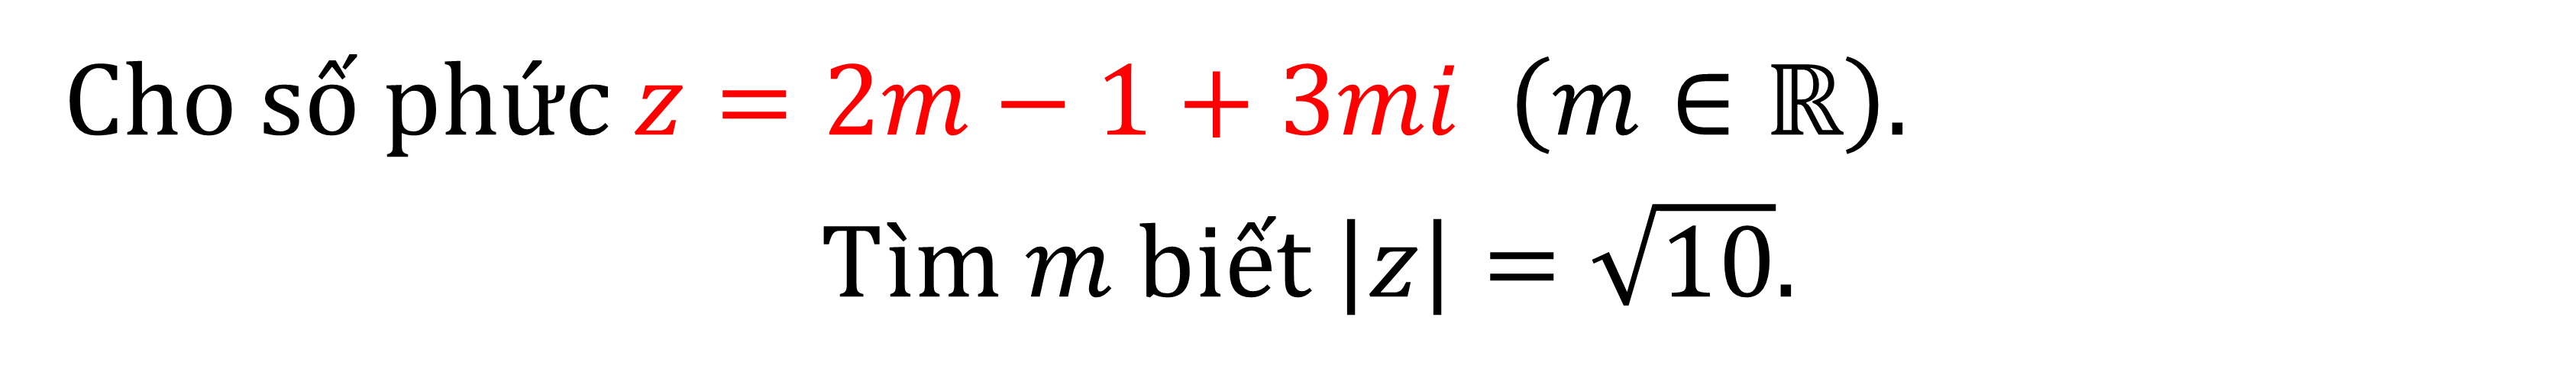 Cho số phức z = 2m − 1 + 3mi (m ∈ ℝ).
Tìm m biết |z| = √10.